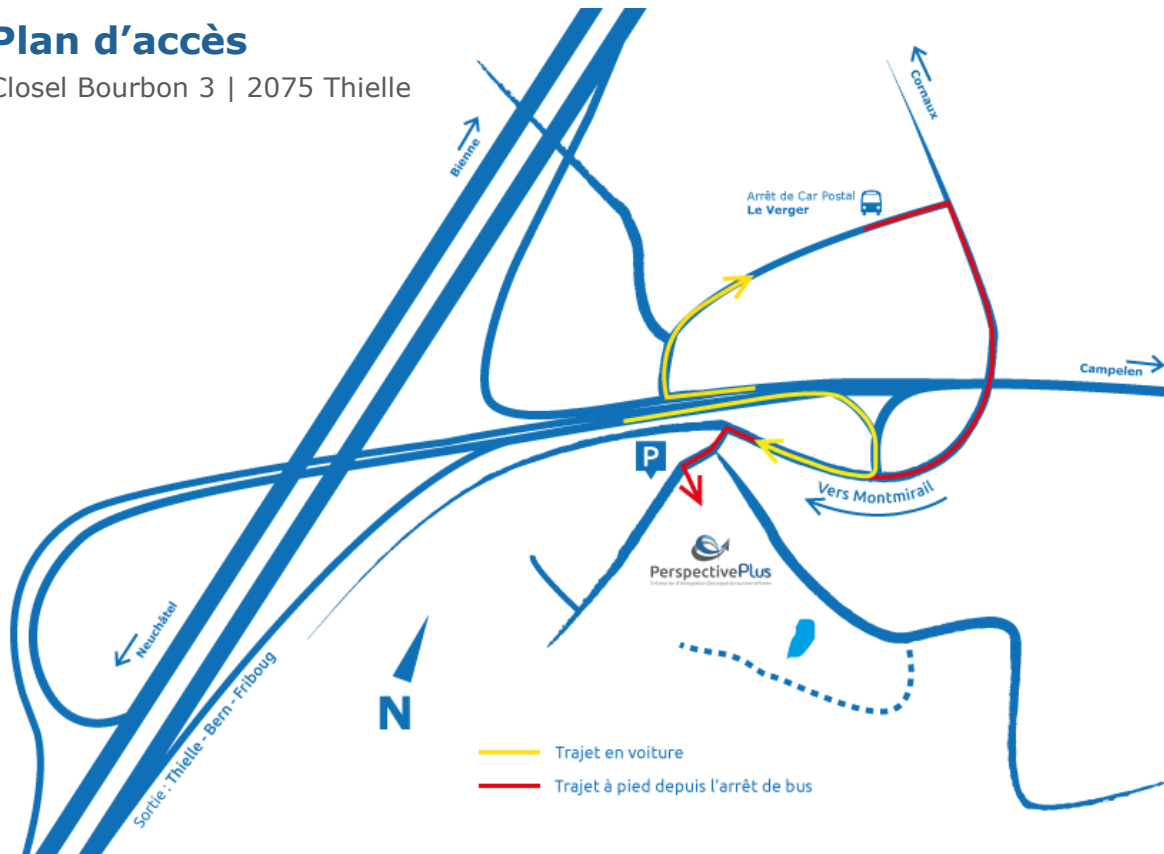 Plan d'accès
Closel Bourbon 3 | 2075 Thielle
Bienne
Cornaux
Arrêt de Car Postal
Le Verger
Campelen
P
Vers Montmirail
PerspectivePlus
Neuchâtel
N
Sortie : Thielle - Bern - Friboug
Trajet en voiture
Trajet à pied depuis l'arrêt de bus